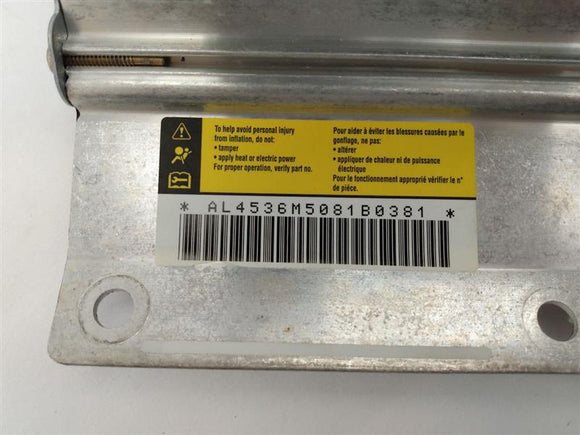 To help avoid personal injury
from inflation, do not:
• tamper
• apply heat or electric power
For proper operation, verify part no.
Pour aider à éviter les blessures causées par le
gonflage, ne pas:
• altérer
• appliquer de chaleur ni de puissance
électrique
Pour le fonctionnement approprié vérifier le n°
de piéce.
* AL4536M5081B0381 *